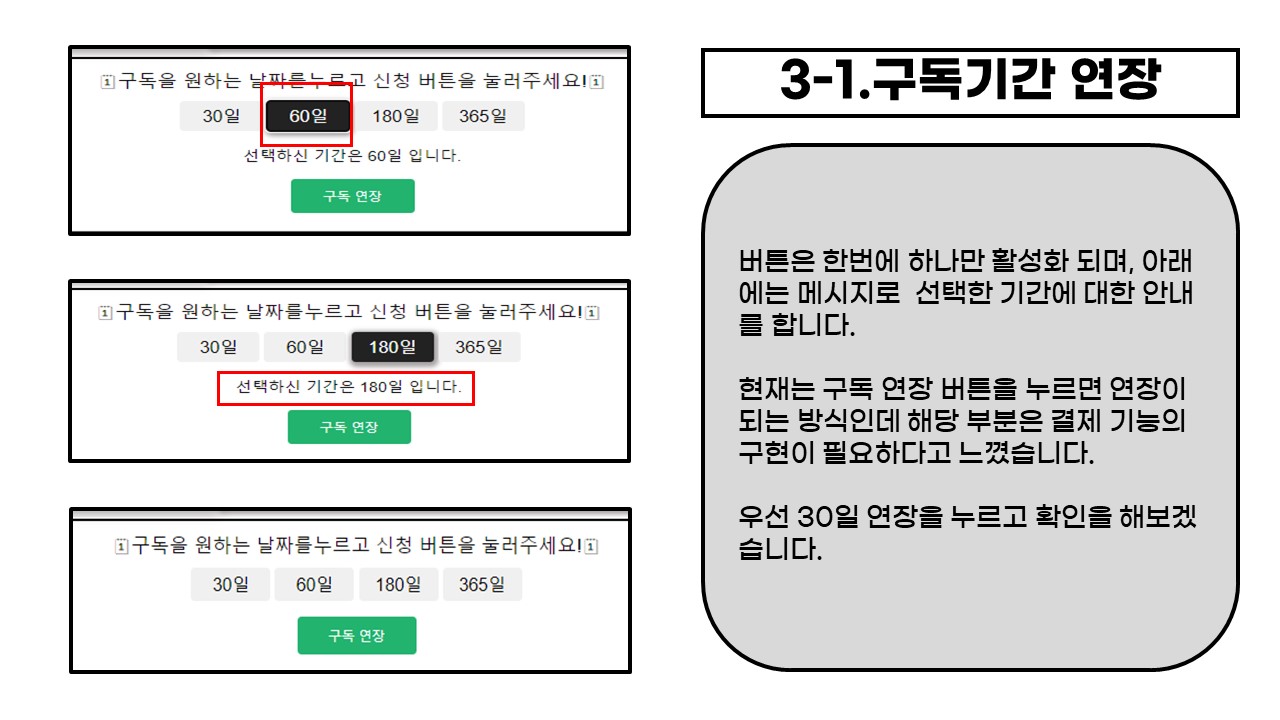 1구독을 원하는 날짜를누르고 신청 버튼을 눌러주세요!1
30일 60일 180일 365일
선택하신 기간은 60일 입니다.
구독 연장
1구독을 원하는 날짜를누르고 신청 버튼을 눌러주세요!1
30일 60일 180일 365일
선택하신 기간은 180일 입니다.
구독 연장
1구독을 원하는 날짜를누르고 신청 버튼을 눌러주세요!1
30일 60일 180일 365일
구독 연장
3-1.구독기간 연장
버튼은 한번에 하나만 활성화 되며, 아래
에는 메시지로 선택한 기간에 대한 안내
를 합니다.
현재는 구독 연장 버튼을 누르면 연장이
되는 방식인데 해당 부분은 결제 기능의
구현이 필요하다고 느꼈습니다.
우선 30일 연장을 누르고 확인을 해보겠
습니다.